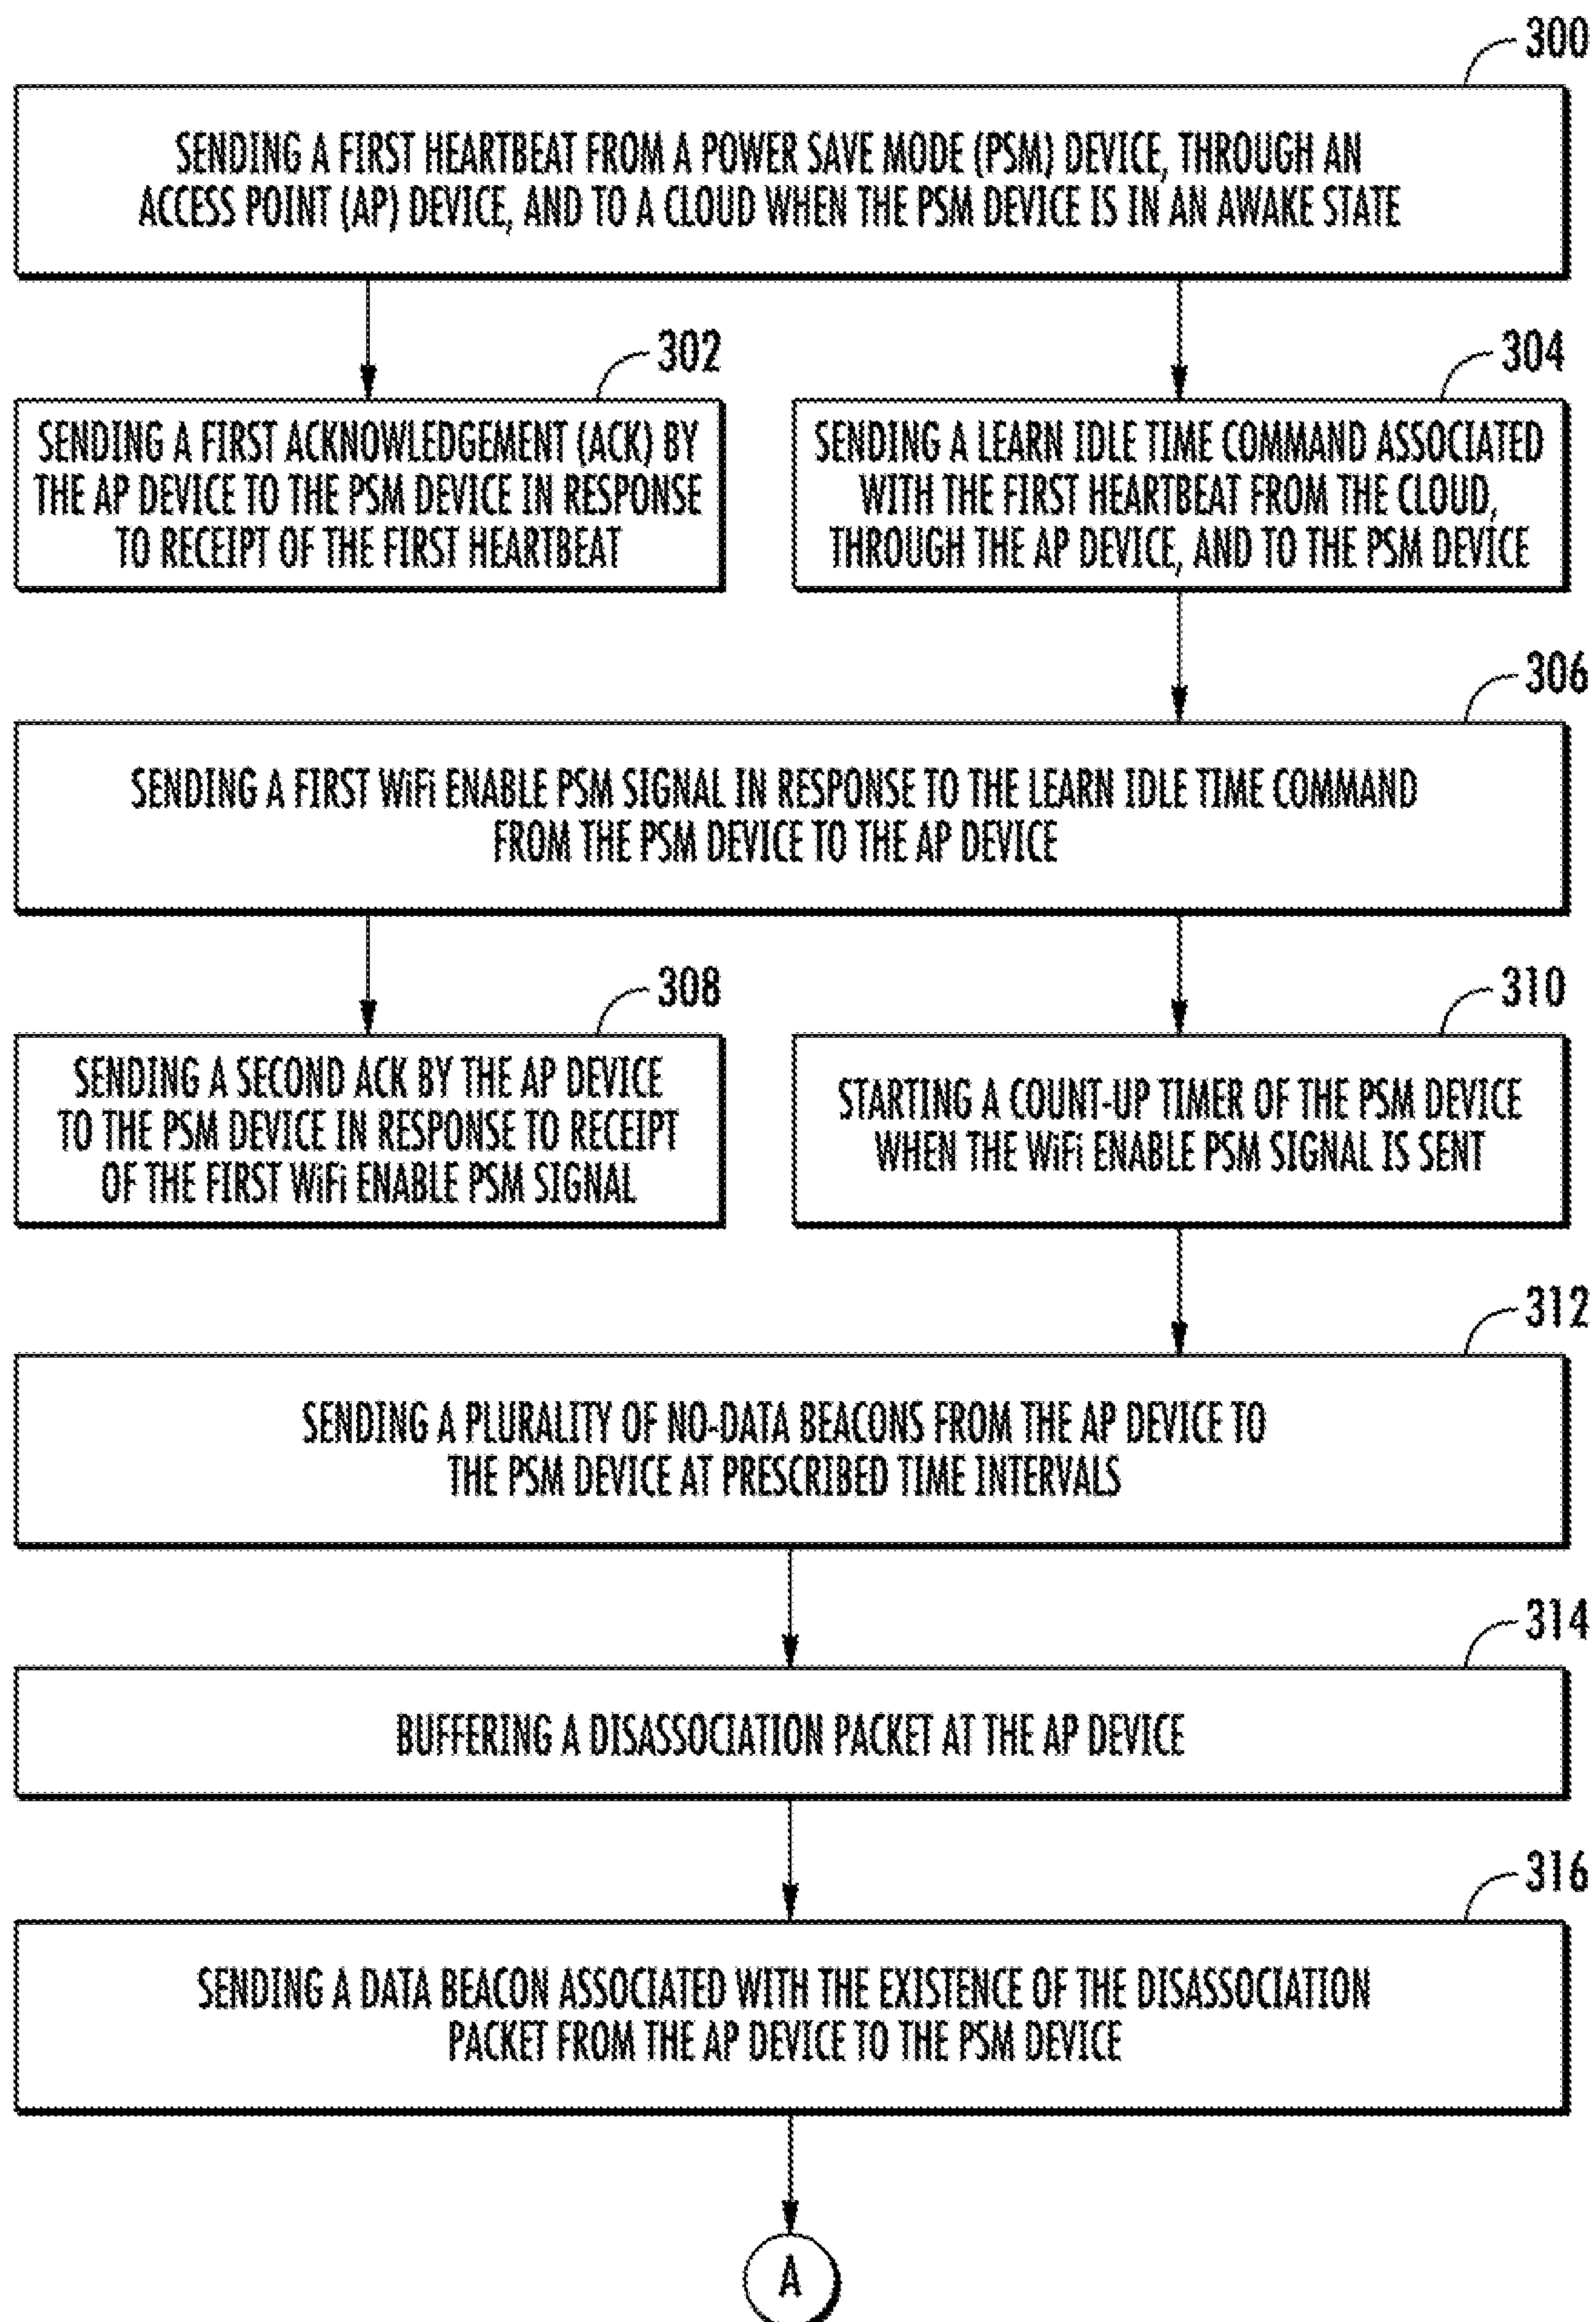 300
SENDING A FIRST HEARTBEAT FROM A POWER SAVE MODE (PSM) DEVICE, THROUGH AN
ACCESS POINT (AP) DEVICE, AND TO A CLOUD WHEN THE PSM DEVICE IS IN AN AWAKE STATE
302
SENDING A FIRST ACKNOWLEDGEMENT (ACK) BY
THE AP DEVICE TO THE PSM DEVICE IN RESPONSE
TO RECEIPT OF THE FIRST HEARTBEAT
304
SENDING A LEARN IDLE TIME COMMAND ASSOCIATED
WITH THE FIRST HEARTBEAT FROM THE CLOUD,
THROUGH THE AP DEVICE, AND TO THE PSM DEVICE
306
SENDING A FIRST WiFi ENABLE PSM SIGNAL IN RESPONSE TO THE LEARN IDLE TIME COMMAND
FROM THE PSM DEVICE TO THE AP DEVICE
308
SENDING A SECOND ACK BY THE AP DEVICE
TO THE PSM DEVICE IN RESPONSE TO RECEIPT
OF THE FIRST WiFi ENABLE PSM SIGNAL
310
STARTING A COUNT-UP TIMER OF THE PSM DEVICE
WHEN THE WiFi ENABLE PSM SIGNAL IS SENT
312
SENDING A PLURALITY OF NO-DATA BEACONS FROM THE AP DEVICE TO
THE PSM DEVICE AT PRESCRIBED TIME INTERVALS
314
BUFFERING A DISASSOCIATION PACKET AT THE AP DEVICE
316
SENDING A DATA BEACON ASSOCIATED WITH THE EXISTENCE OF THE DISASSOCIATION
PACKET FROM THE AP DEVICE TO THE PSM DEVICE
A